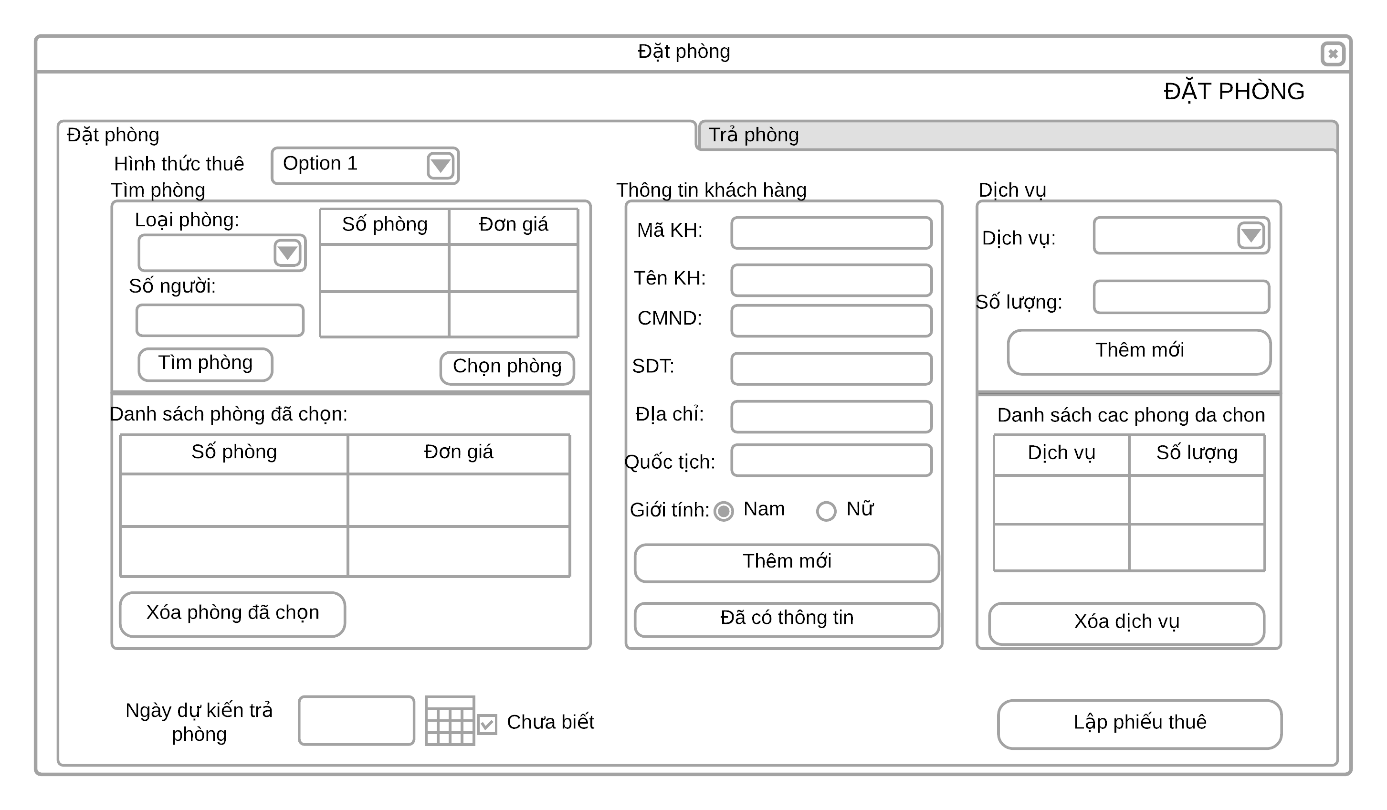 Đặt phòng
ĐẶT PHÒNG
Đặt phòng
Trả phòng
Hình thức thuê
Option 1
Tìm phòng
Loại phòng:
Số người:
Số phòng
Đơn giá
Tìm phòng
Chọn phòng
Danh sách phòng đã chọn:
Số phòng
Đơn giá
Xóa phòng đã chọn
Thông tin khách hàng
Mã KH:
Tên KH:
CMND:
SDT:
Địa chỉ:
Quốc tịch:
Giới tính:
Nam
Nữ
Thêm mới
Đã có thông tin
Dịch vụ
Dịch vụ:
Số lượng:
Thêm mới
Danh sách cac phong da chon
Dịch vụ
Số lượng
Xóa dịch vụ
Ngày dự kiến trả
phòng
Chưa biết
Lập phiếu thuê